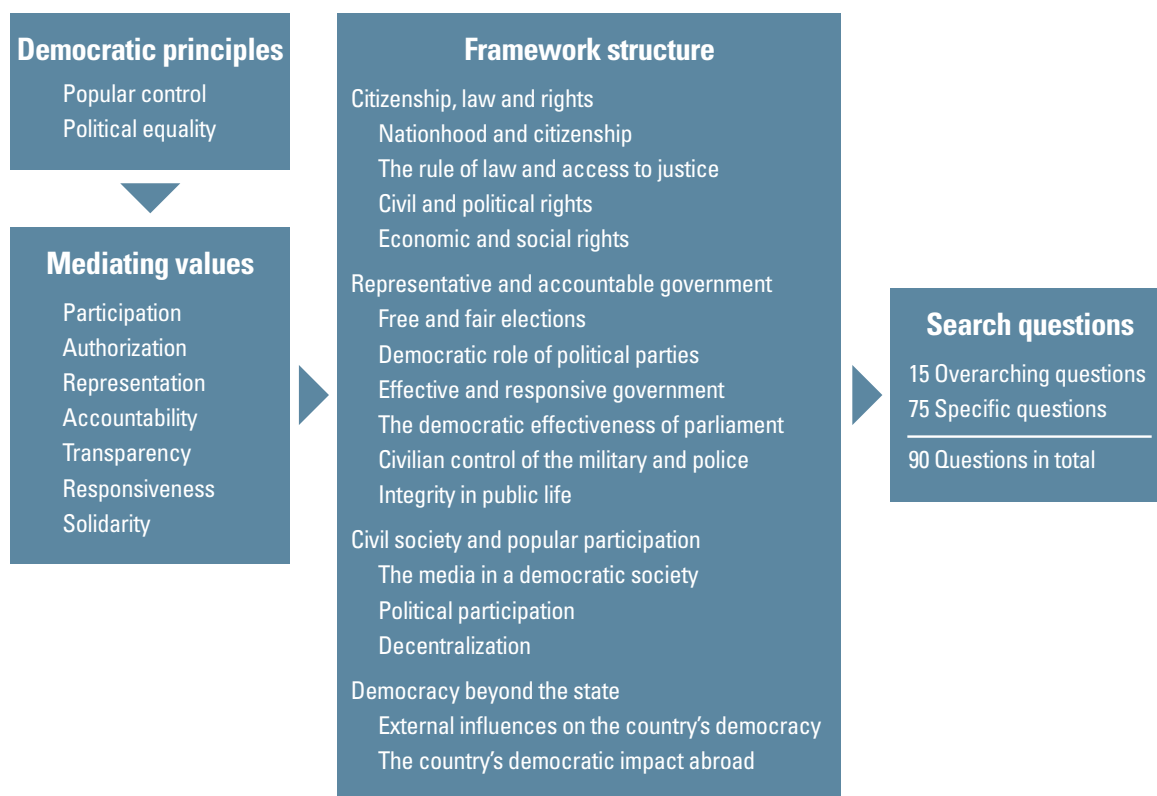 Democratic principles
Popular control
Political equality
Mediating values
Participation
Authorization
Representation
Accountability
Transparency
Responsiveness
Solidarity
Framework structure
Citizenship, law and rights
Nationhood and citizenship
The rule of law and access to justice
Civil and political rights
Economic and social rights
Representative and accountable government
Free and fair elections
Democratic role of political parties
Effective and responsive government
The democratic effectiveness of parliament
Civilian control of the military and police
Integrity in public life
Civil society and popular participation
The media in a democratic society
Political participation
Decentralization
Democracy beyond the state
External influences on the country’s democracy
The country’s democratic impact abroad
Search questions
15 Overarching questions
75 Specific questions
90 Questions in total